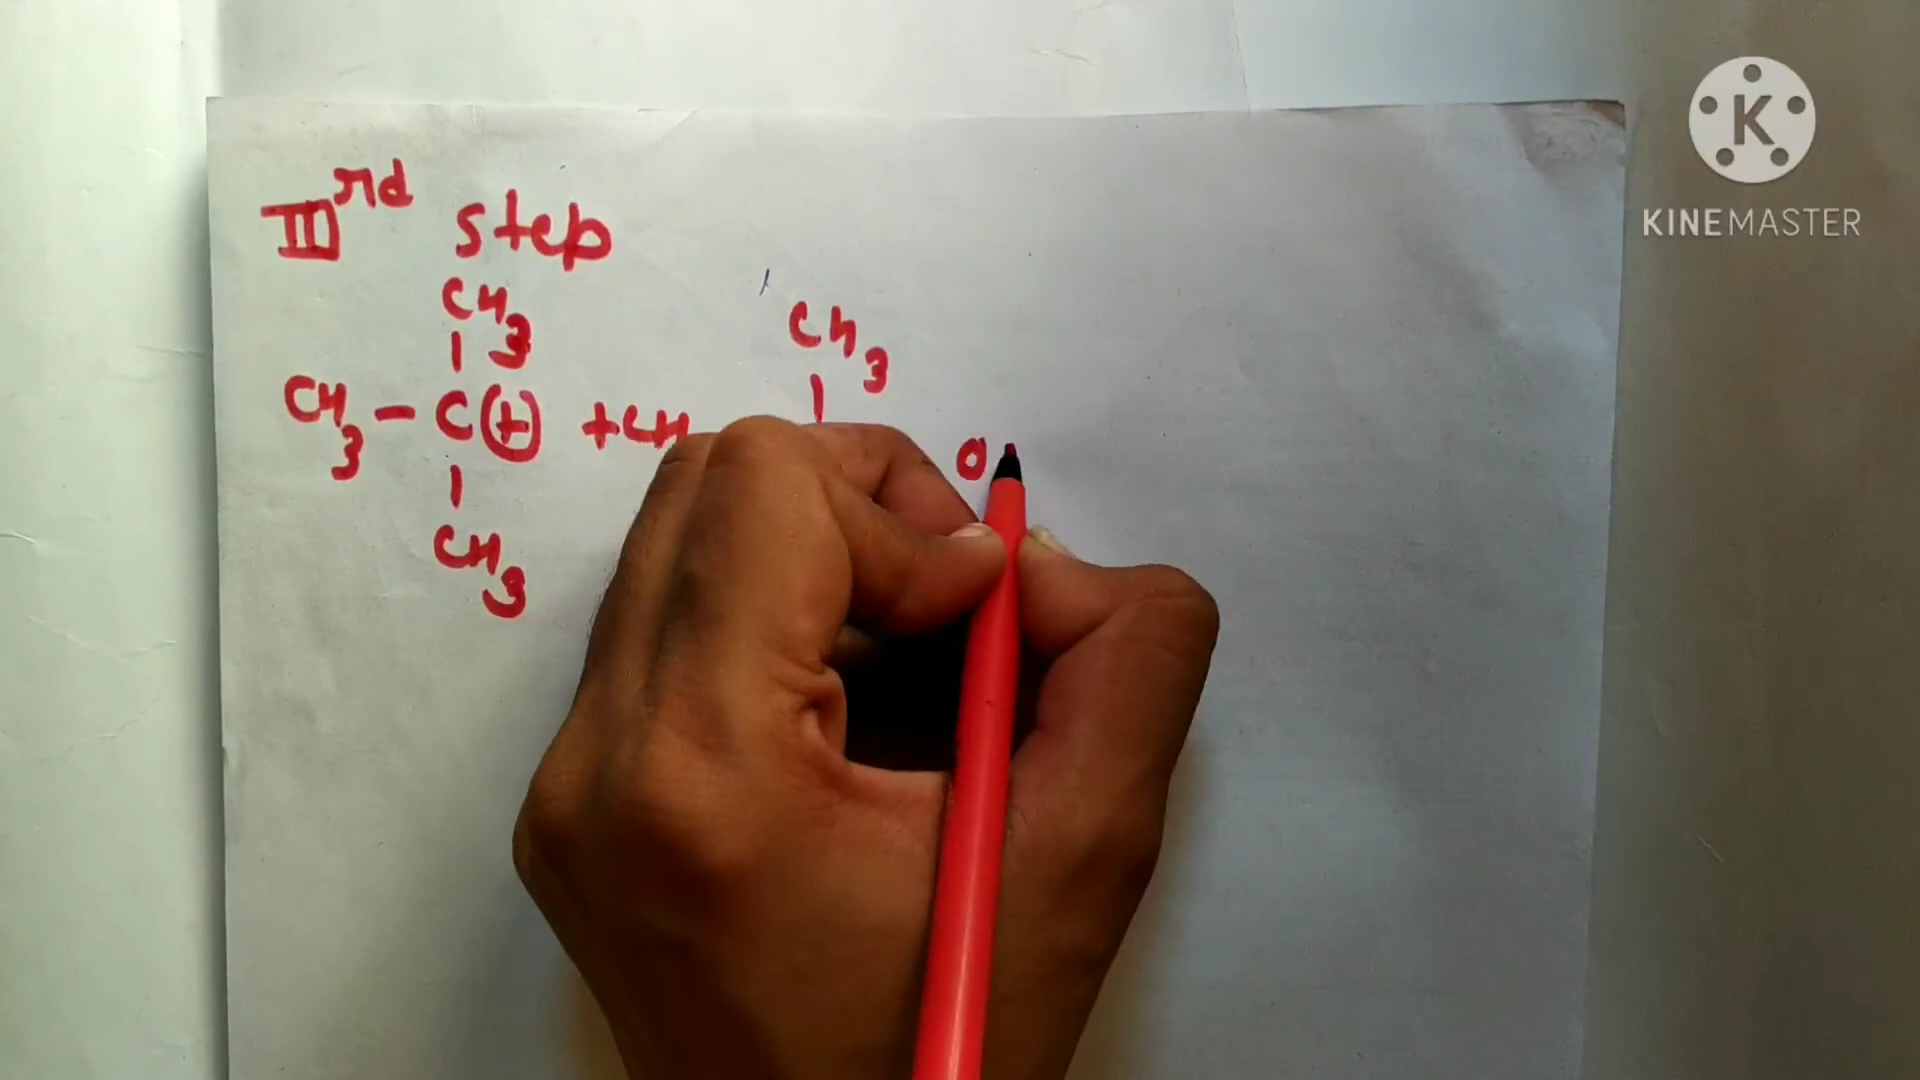 IIIrd step
CH3 CH3
| |
CH3 - C(+) + CH O
|
CH3
K
KINEMASTER